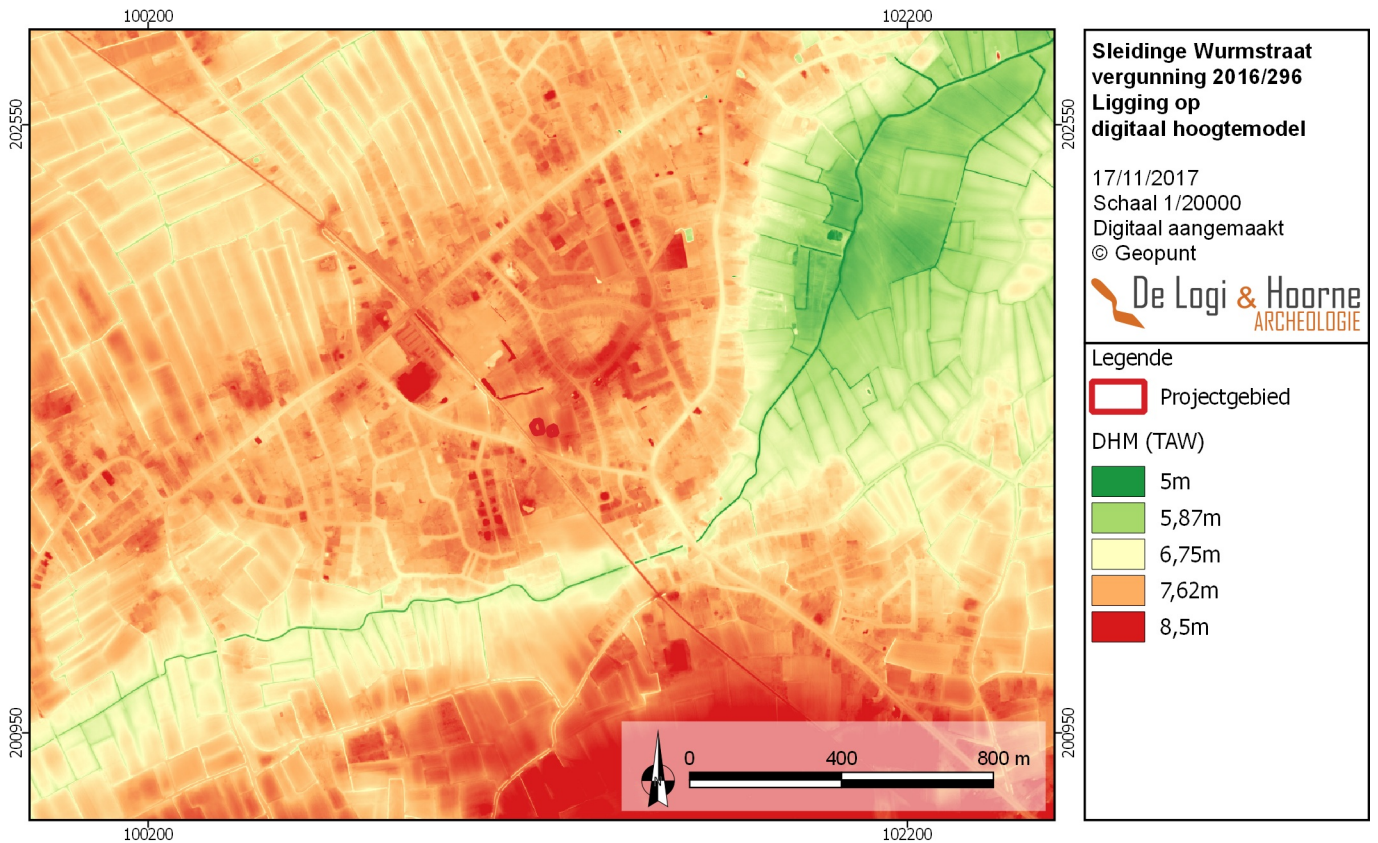 100200 102200
202550 202550
200950 200950
100200 102200
0 400 800 m
Sleidinge Wurmstraat
vergunning 2016/296
Ligging op
digitaal hoogtemodel
17/11/2017
Schaal 1/20000
Digitaal aangemaakt
© Geopunt
De Logi & Hoorne
ARCHEOLOGIE
Legende
Projectgebied
DHM (TAW)
5m
5,87m
6,75m
7,62m
8,5m